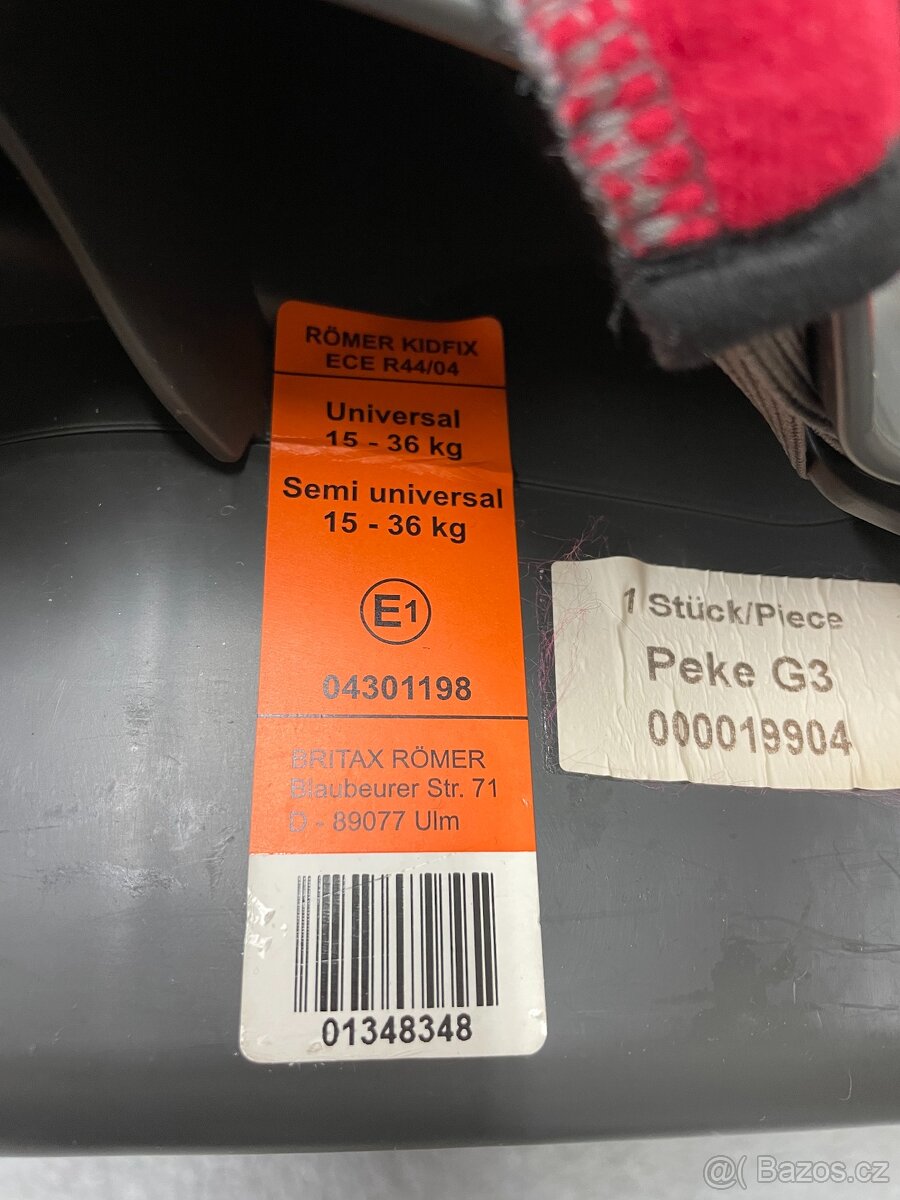 RÖMER KIDFIX
ECE R44/04
Universal
15 - 36 kg
Semi universal
15 - 36 kg
E1
04301198
BRITAX RÖMER
Blaubeurer Str. 71
D - 89077 Ulm
01348348
1 Stück/Piece
Peke G3
000019904
@( Bazos.cz